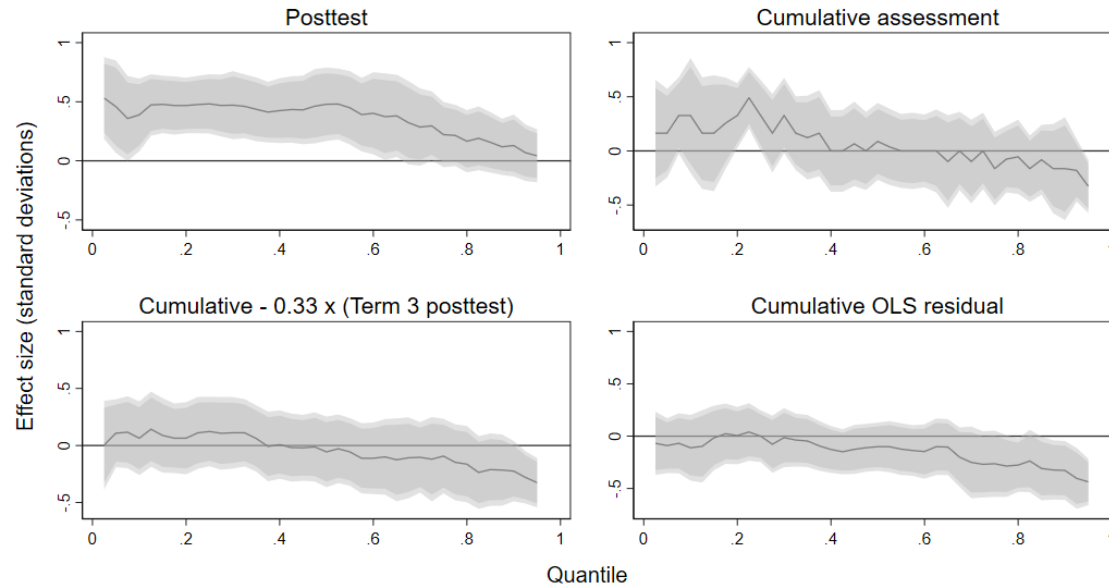 Posttest
Cumulative assessment
1
.5
0
-.5
0 .2 .4 .6 .8 1
1
.5
0
-.5
0 .2 .4 .6 .8 1
Effect size (standard deviations)
Cumulative - 0.33 x (Term 3 posttest)
Cumulative OLS residual
1
.5
0
-.5
0 .2 .4 .6 .8 1
1
.5
0
-.5
0 .2 .4 .6 .8 1
Quantile